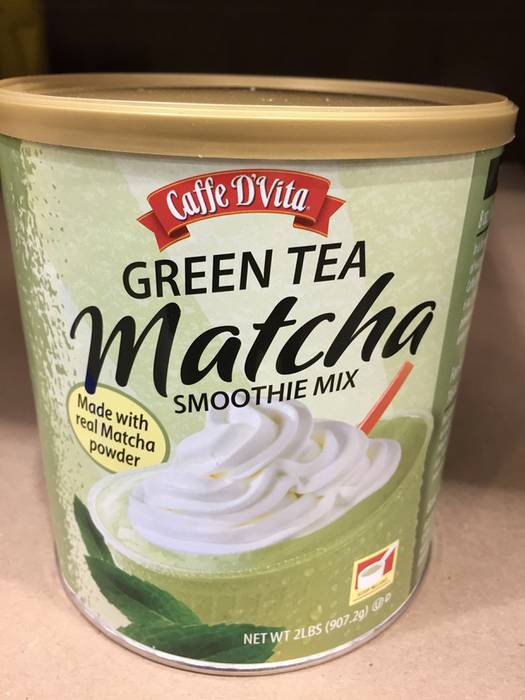 Caffe D'Vita
GREEN TEA
Matcha
SMOOTHIE MIX
Made with
real Matcha
powder
NET WT 2LBS (907.2g) U D